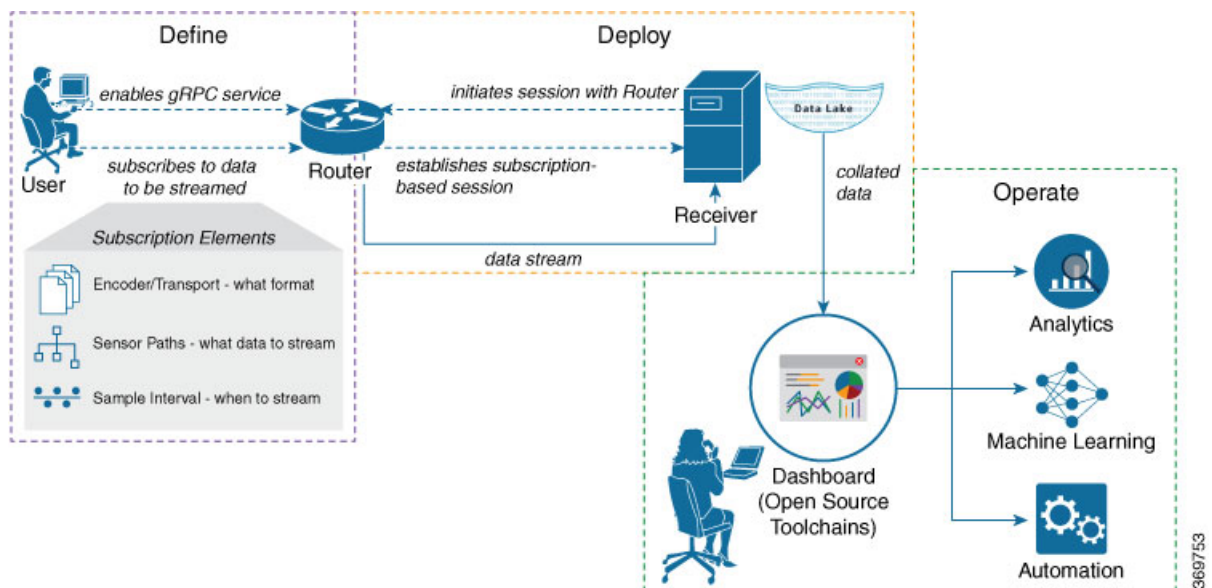 Define
enables gRPC service
subscribes to data
to be streamed
User
Router
Subscription Elements
Encoder/Transport - what format
Sensor Paths - what data to stream
Sample Interval - when to stream
Deploy
initiates session with Router
establishes subscription-
based session
Receiver
Data Lake
data stream
collated
data
Operate
Dashboard
(Open Source
Toolchains)
Analytics
Machine Learning
Automation
369753